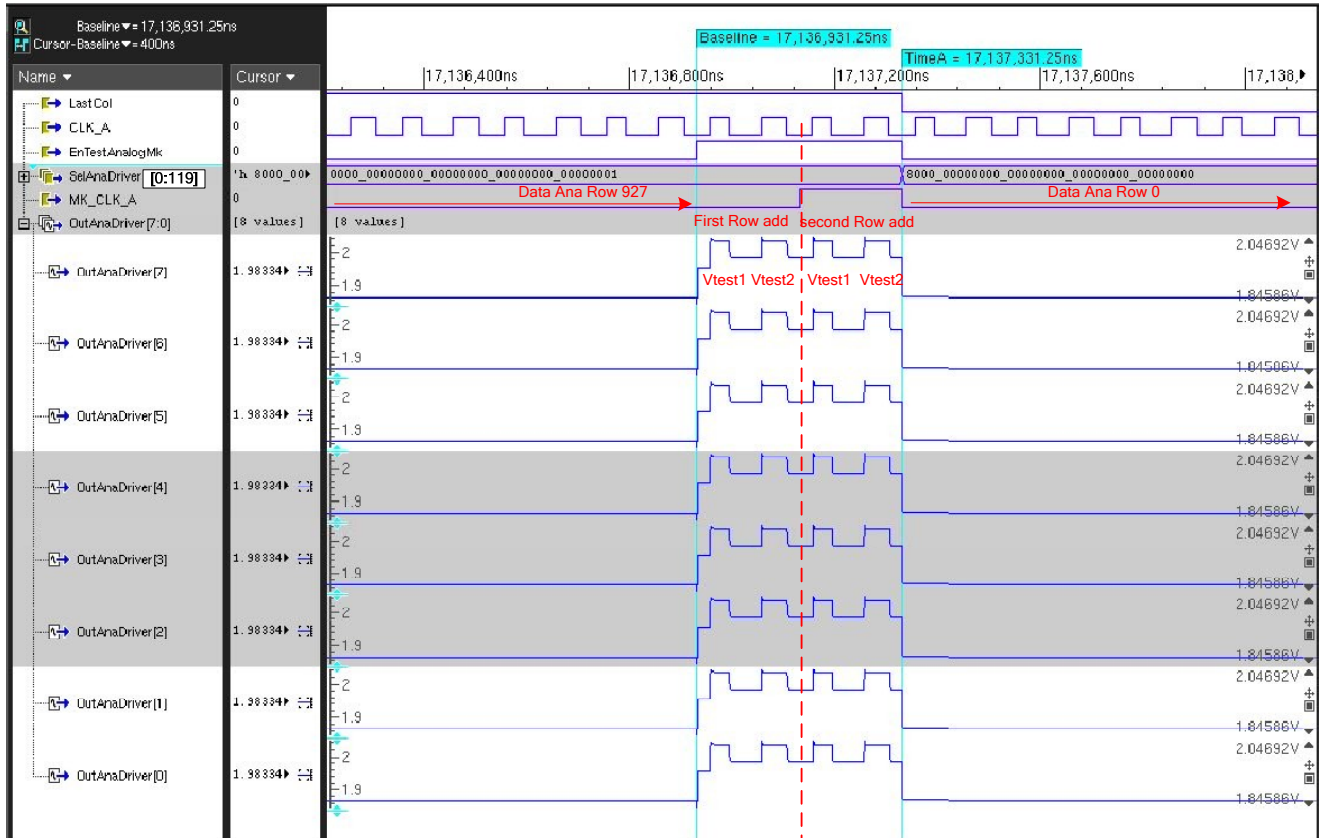 Baseline▼= 17,136,931.25ns
Cursor-Baseline▼= 400ns
Baseline = 17,136,931.25ns
TimeA = 17,137,331.25ns
Name ▼
Cursor ▼
17,136,400ns
17,136,800ns
17,137,200ns
17,137,600ns
17,138,
LastCol
0
CLK_A
0
EnTestAnalogMk
0
SelAnaDriver [0:119]
'h 8000_00
0000_00000000_00000000_00000000_00000001
8000_00000000_00000000_00000000_00000000
MK_CLK_A
0
Data Ana Row 927
Data Ana Row 0
OutAnaDriver[7:0]
[8 values]
[8 values]
First Row add
second Row add
OutAnaDriver[7]
1.98334
2
1.9
Vtest1 Vtest2
Vtest1 Vtest2
2.04692V
1.84586V
OutAnaDriver[6]
1.98334
2
1.9
2.04692V
1.84586V
OutAnaDriver[5]
1.98334
2
1.9
2.04692V
1.84586V
OutAnaDriver[4]
1.98334
2
1.9
2.04692V
1.84586V
OutAnaDriver[3]
1.98334
2
1.9
2.04692V
1.84586V
OutAnaDriver[2]
1.98334
2
1.9
2.04692V
1.84586V
OutAnaDriver[1]
1.98334
2
1.9
2.04692V
1.84586V
OutAnaDriver[0]
1.98334
2
1.9
2.04692V
1.84586V